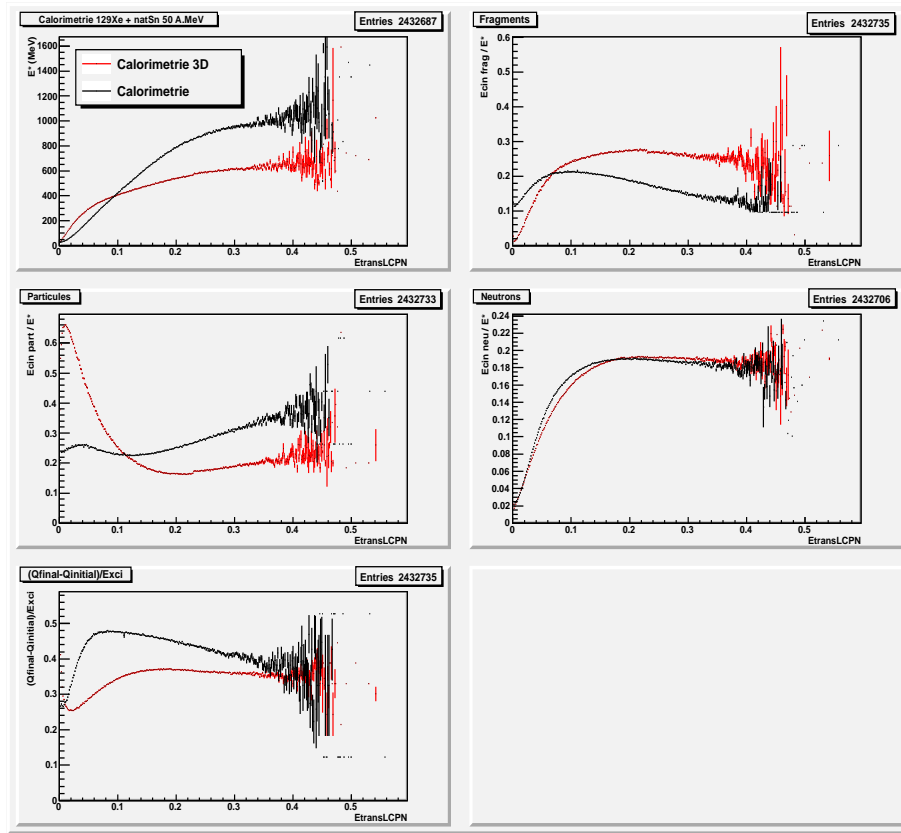 Calorimetrie 129Xe + natSn 50 A.MeV
Entries 2432687
E* (MeV)
1600
1400
1200
1000
800
600
400
200
0
Calorimetrie 3D
Calorimetrie
0 0.1 0.2 0.3 0.4 0.5
EtransLCPN
Fragments
Entries 2432735
Ecin frag / E*
0.6
0.5
0.4
0.3
0.2
0.1
0
0 0.1 0.2 0.3 0.4 0.5
EtransLCPN
Particules
Entries 2432733
Ecin part / E*
0.6
0.5
0.4
0.3
0.2
0.1
0
0 0.1 0.2 0.3 0.4 0.5
EtransLCPN
Neutrons
Entries 2432706
Ecin neu / E*
0.24
0.22
0.2
0.18
0.16
0.14
0.12
0.1
0.08
0.06
0.04
0.02
0
0 0.1 0.2 0.3 0.4 0.5
EtransLCPN
(Qfinal-Qinitial)/Exci
Entries 2432735
(Qfinal-Qinitial)/Exci
0.5
0.4
0.3
0.2
0.1
0
0 0.1 0.2 0.3 0.4 0.5
EtransLCPN